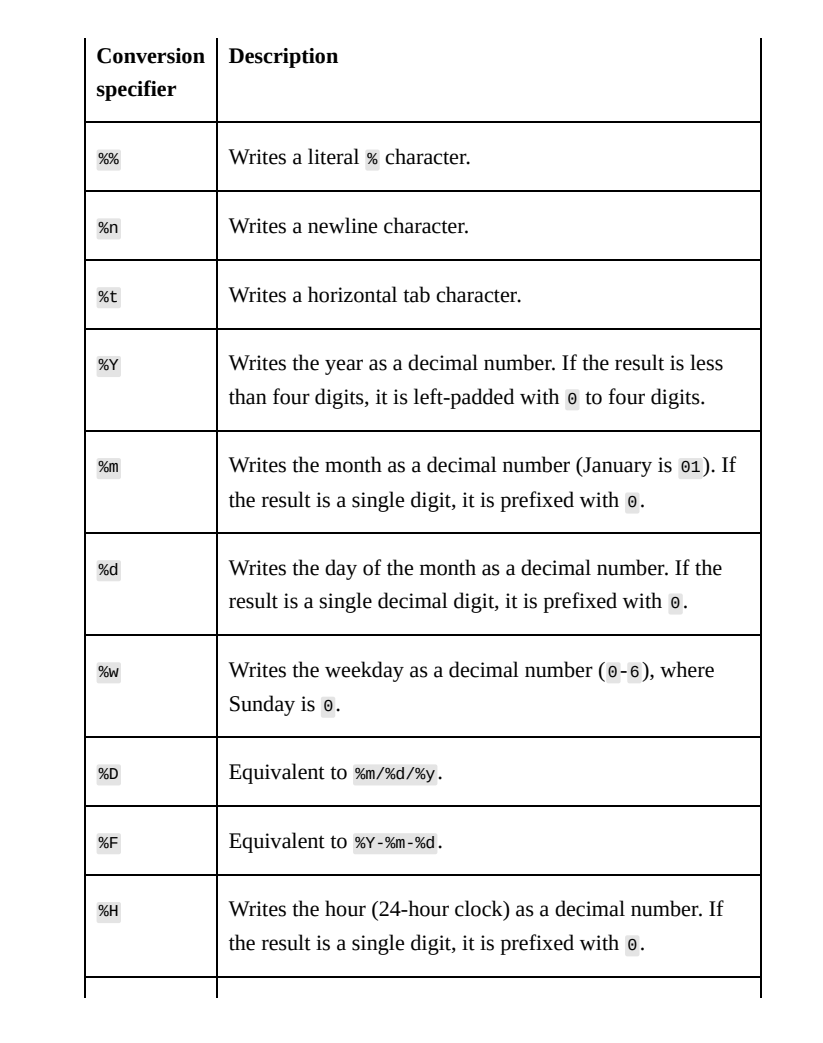 Conversion Description
specifier
%% Writes a literal % character.
%n Writes a newline character.
%t Writes a horizontal tab character.
%Y Writes the year as a decimal number. If the result is less
than four digits, it is left-padded with 0 to four digits.
%m Writes the month as a decimal number (January is 01). If
the result is a single digit, it is prefixed with 0.
%d Writes the day of the month as a decimal number. If the
result is a single decimal digit, it is prefixed with 0.
%w Writes the weekday as a decimal number (0-6), where
Sunday is 0.
%D Equivalent to %m/%d/%y.
%F Equivalent to %Y-%m-%d.
%H Writes the hour (24-hour clock) as a decimal number. If
the result is a single digit, it is prefixed with 0.